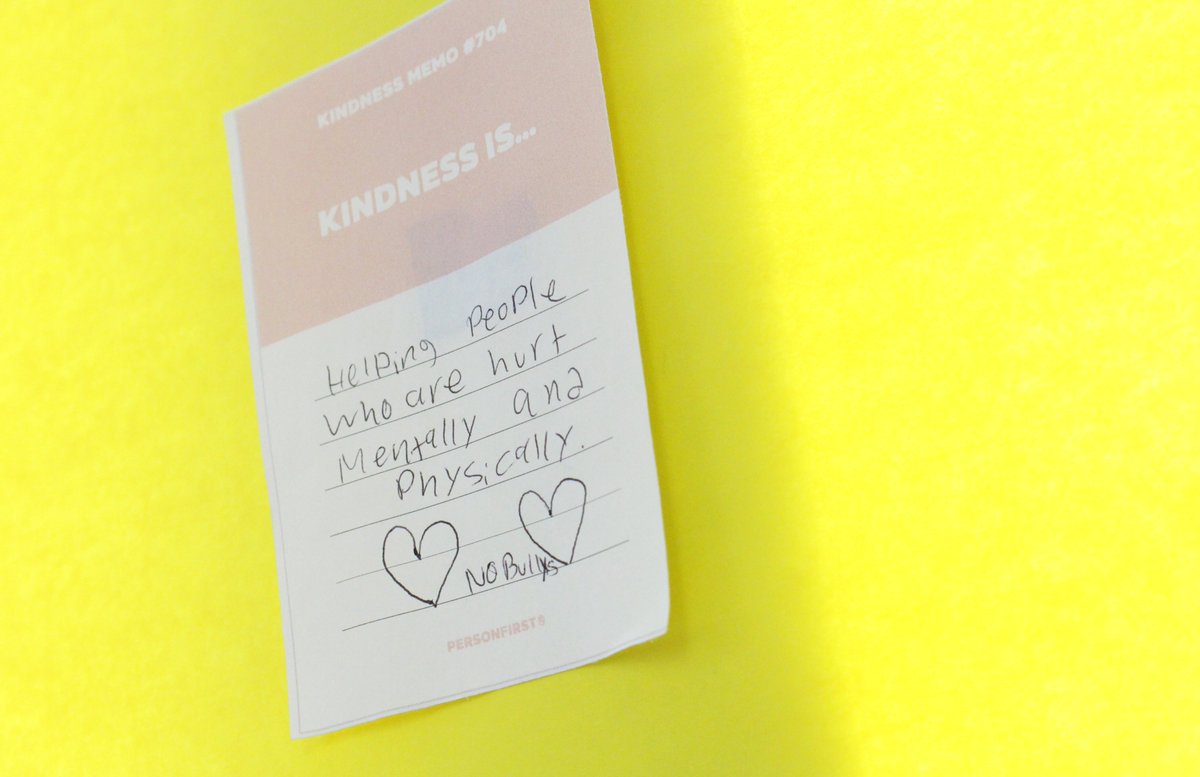 KINDNESS MEMO #704
KINDNESS IS...
Helping People
who are hurt
Mentally and
Physically.
NO Bullys
PERSONFIRST